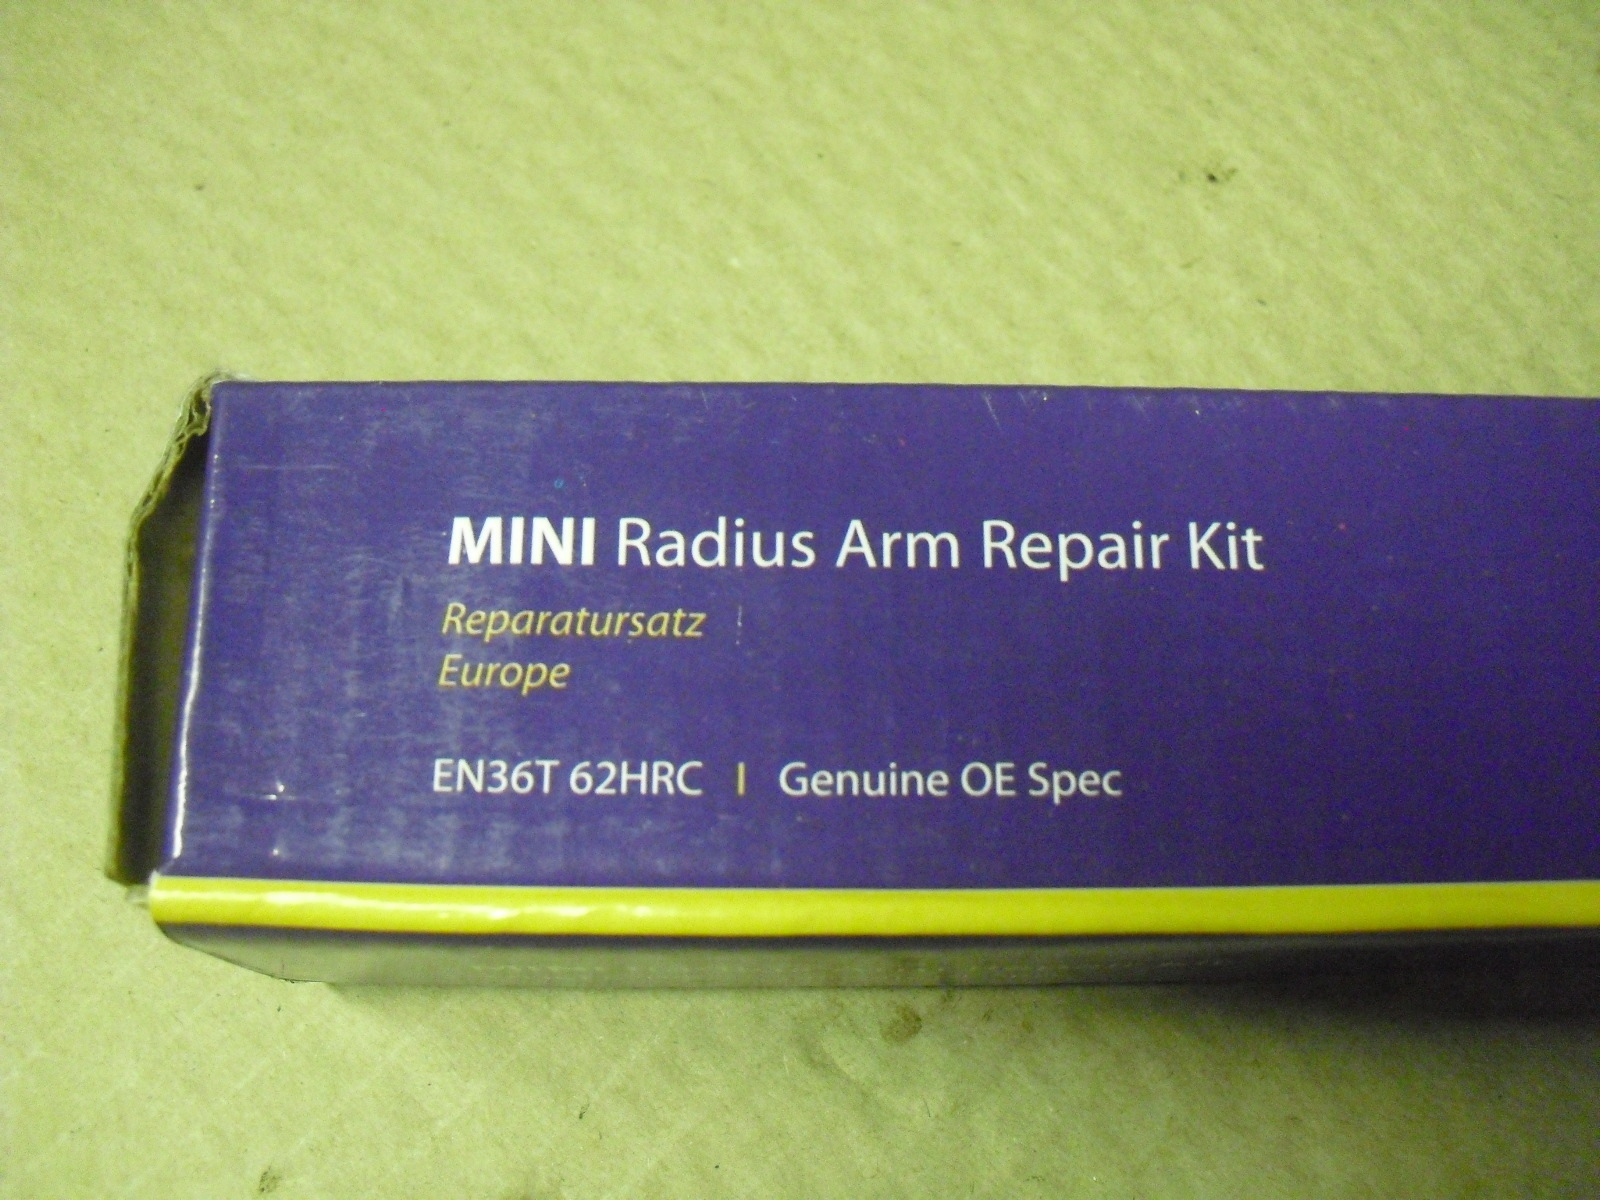 MINI Radius Arm Repair Kit
Reparatursatz
Europe
EN36T 62HRC | Genuine OE Spec